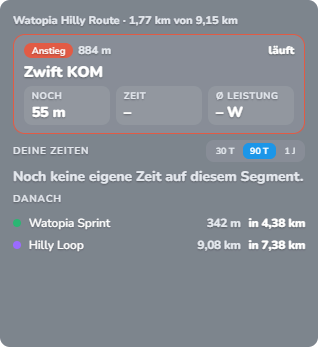 Watopia Hilly Route · 1,77 km von 9,15 km
Anstieg 884 m läuft
Zwift KOM
NOCH ZEIT Ø LEISTUNG
55 m – – W
DEINE ZEITEN 30 T 90 T 1 J
Noch keine eigene Zeit auf diesem Segment.
DANACH
Watopia Sprint 342 m in 4,38 km
Hilly Loop 9,08 km in 7,38 km